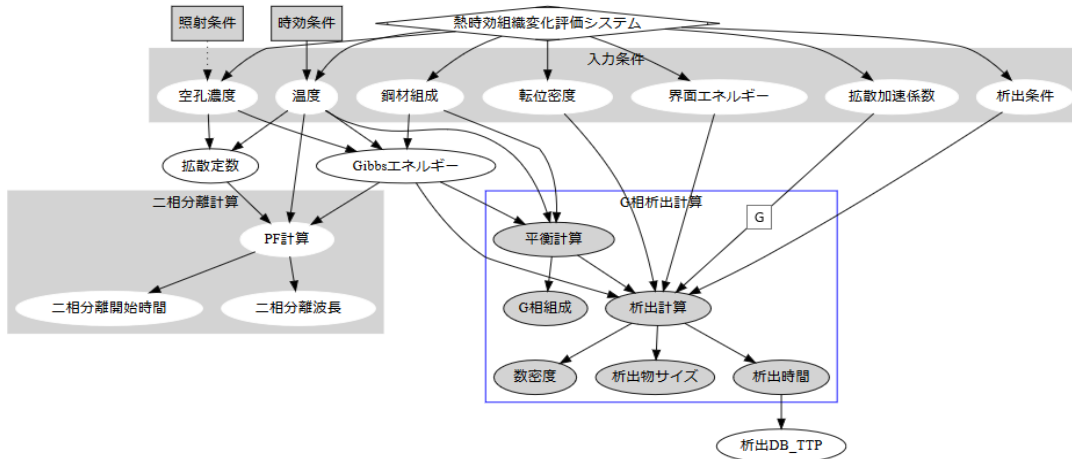 照射条件
時効条件
熱時効組織変化評価システム
入力条件
空孔濃度
温度
鋼材組成
転位密度
界面エネルギー
拡散加速係数
析出条件
拡散定数
Gibbsエネルギー
二相分離計算
G相析出計算
G
PF計算
平衡計算
二相分離開始時間
二相分離波長
G相組成
析出計算
数密度
析出物サイズ
析出時間
析出DB_TTP